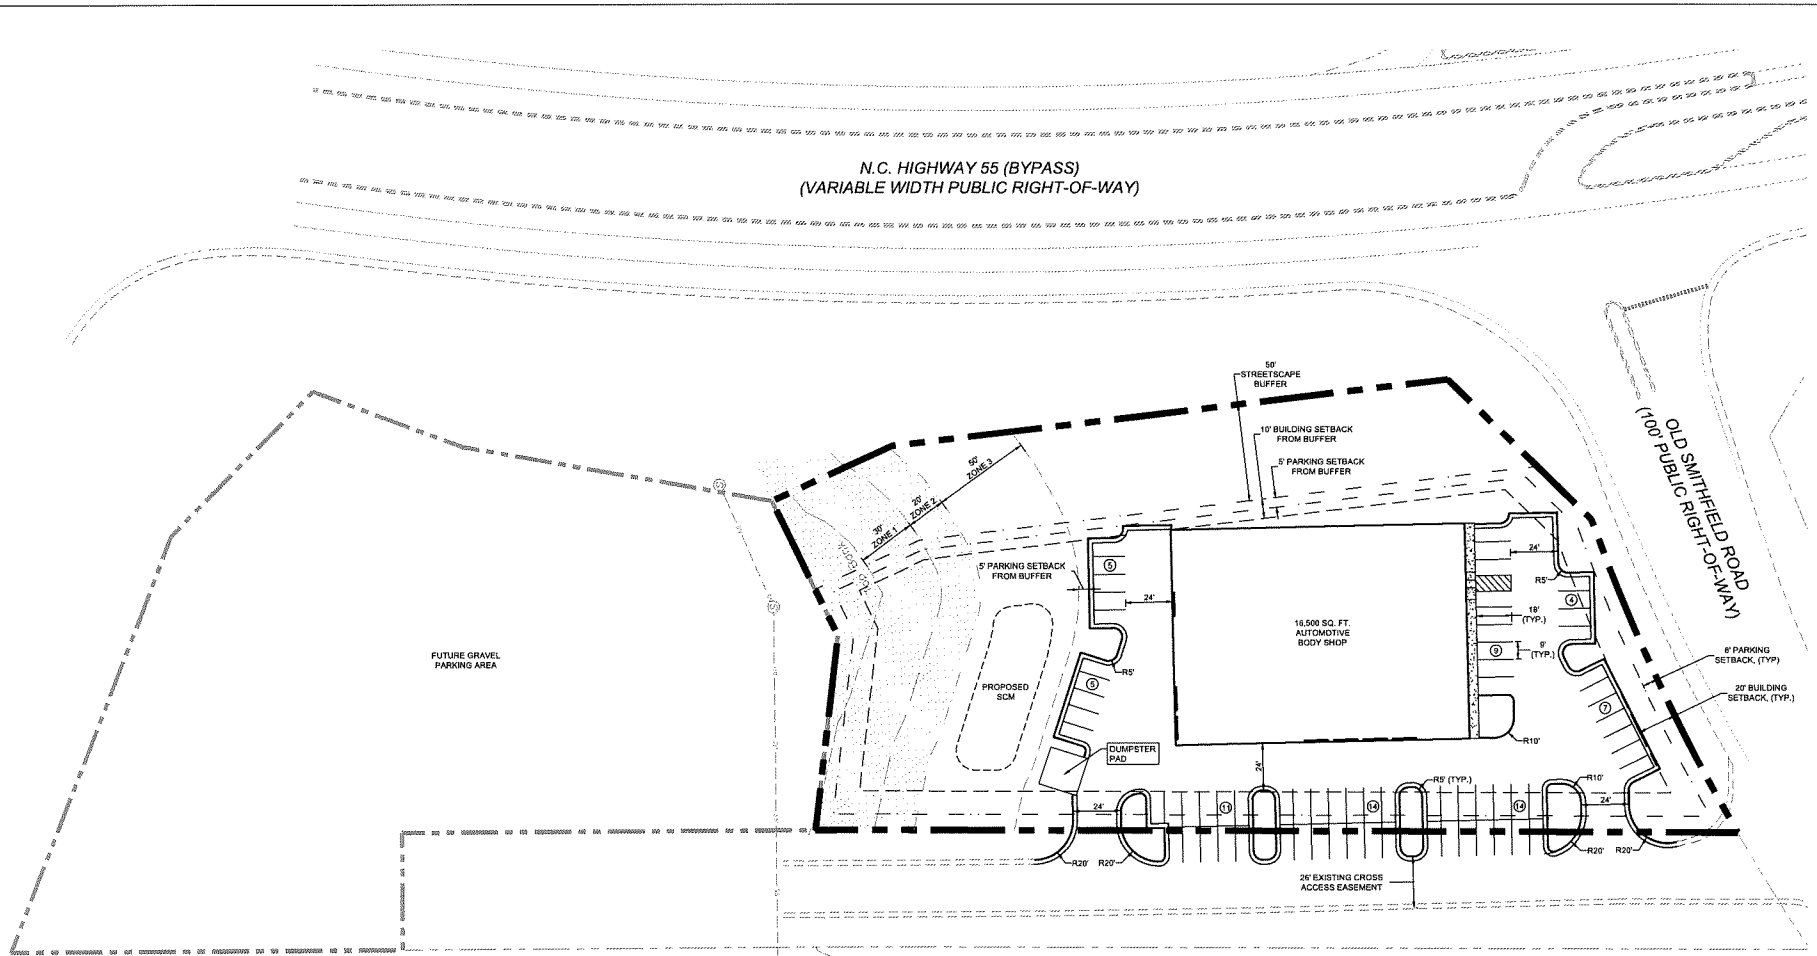 N.C. HIGHWAY 55 (BYPASS)
(VARIABLE WIDTH PUBLIC RIGHT-OF-WAY)
OLD SMITHFIELD ROAD
(100' PUBLIC RIGHT-OF-WAY)
50'
STREETSCAPE
BUFFER
10' BUILDING SETBACK
FROM BUFFER
5' PARKING SETBACK
FROM BUFFER
50'
ZONE 3
20'
ZONE 2
30'
ZONE 1
Top Bank
5' PARKING SETBACK
FROM BUFFER
5
24'
R5'
5
PROPOSED
SCM
DUMPSTER
PAD
FUTURE GRAVEL
PARKING AREA
S
S
16,500 SQ. FT.
AUTOMOTIVE
BODY SHOP
24'
R5'
4
18'
(TYP.)
9
9'
(TYP.)
7
R10'
6' PARKING
SETBACK, (TYP)
20' BUILDING
SETBACK, (TYP.)
24'
R5' (TYP.)
R10'
24'
11
14
14
24'
R20'
R20'
R20'
R20'
26' EXISTING CROSS
ACCESS EASEMENT